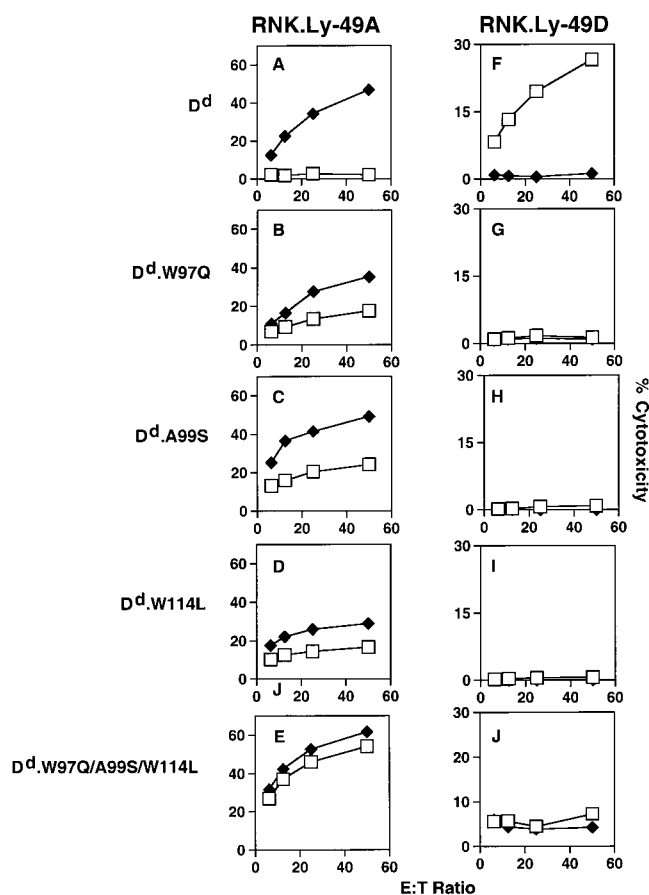 RNK.Ly-49A RNK.Ly-49D
Dd
A
60
40
20
0
0 20 40 60
F
30
15
0
0 20 40 60
Dd.W97Q
B
60
40
20
0
0 20 40 60
G
30
15
0
0 20 40 60
Dd.A99S
C
60
40
20
0
0 20 40 60
H
30
15
0
0 20 40 60
% Cytotoxicity
Dd.W114L
D
60
40
20
0
0 20 40 60
J
I
30
15
0
0 20 40 60
Dd.W97Q/A99S/W114L
E
60
40
20
0
0 20 40 60
J
30
20
10
0
0 20 40 60
E:T Ratio